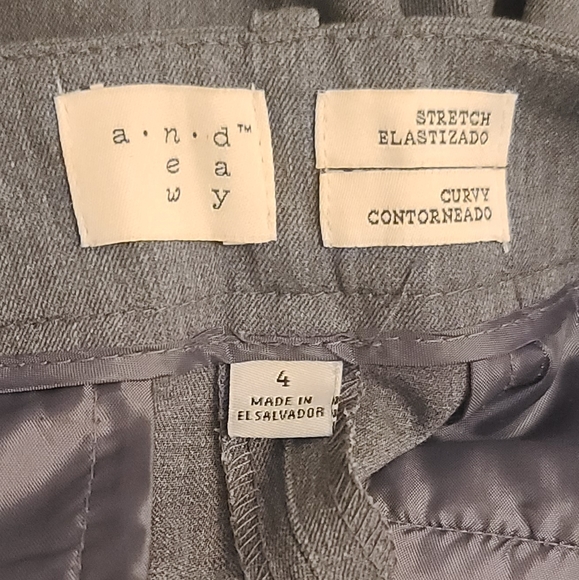 a · n · d™
e a
w y
STRETCH
ELASTIZADO
CURVY
CONTORNEADO
4
MADE IN
EL SALVADOR